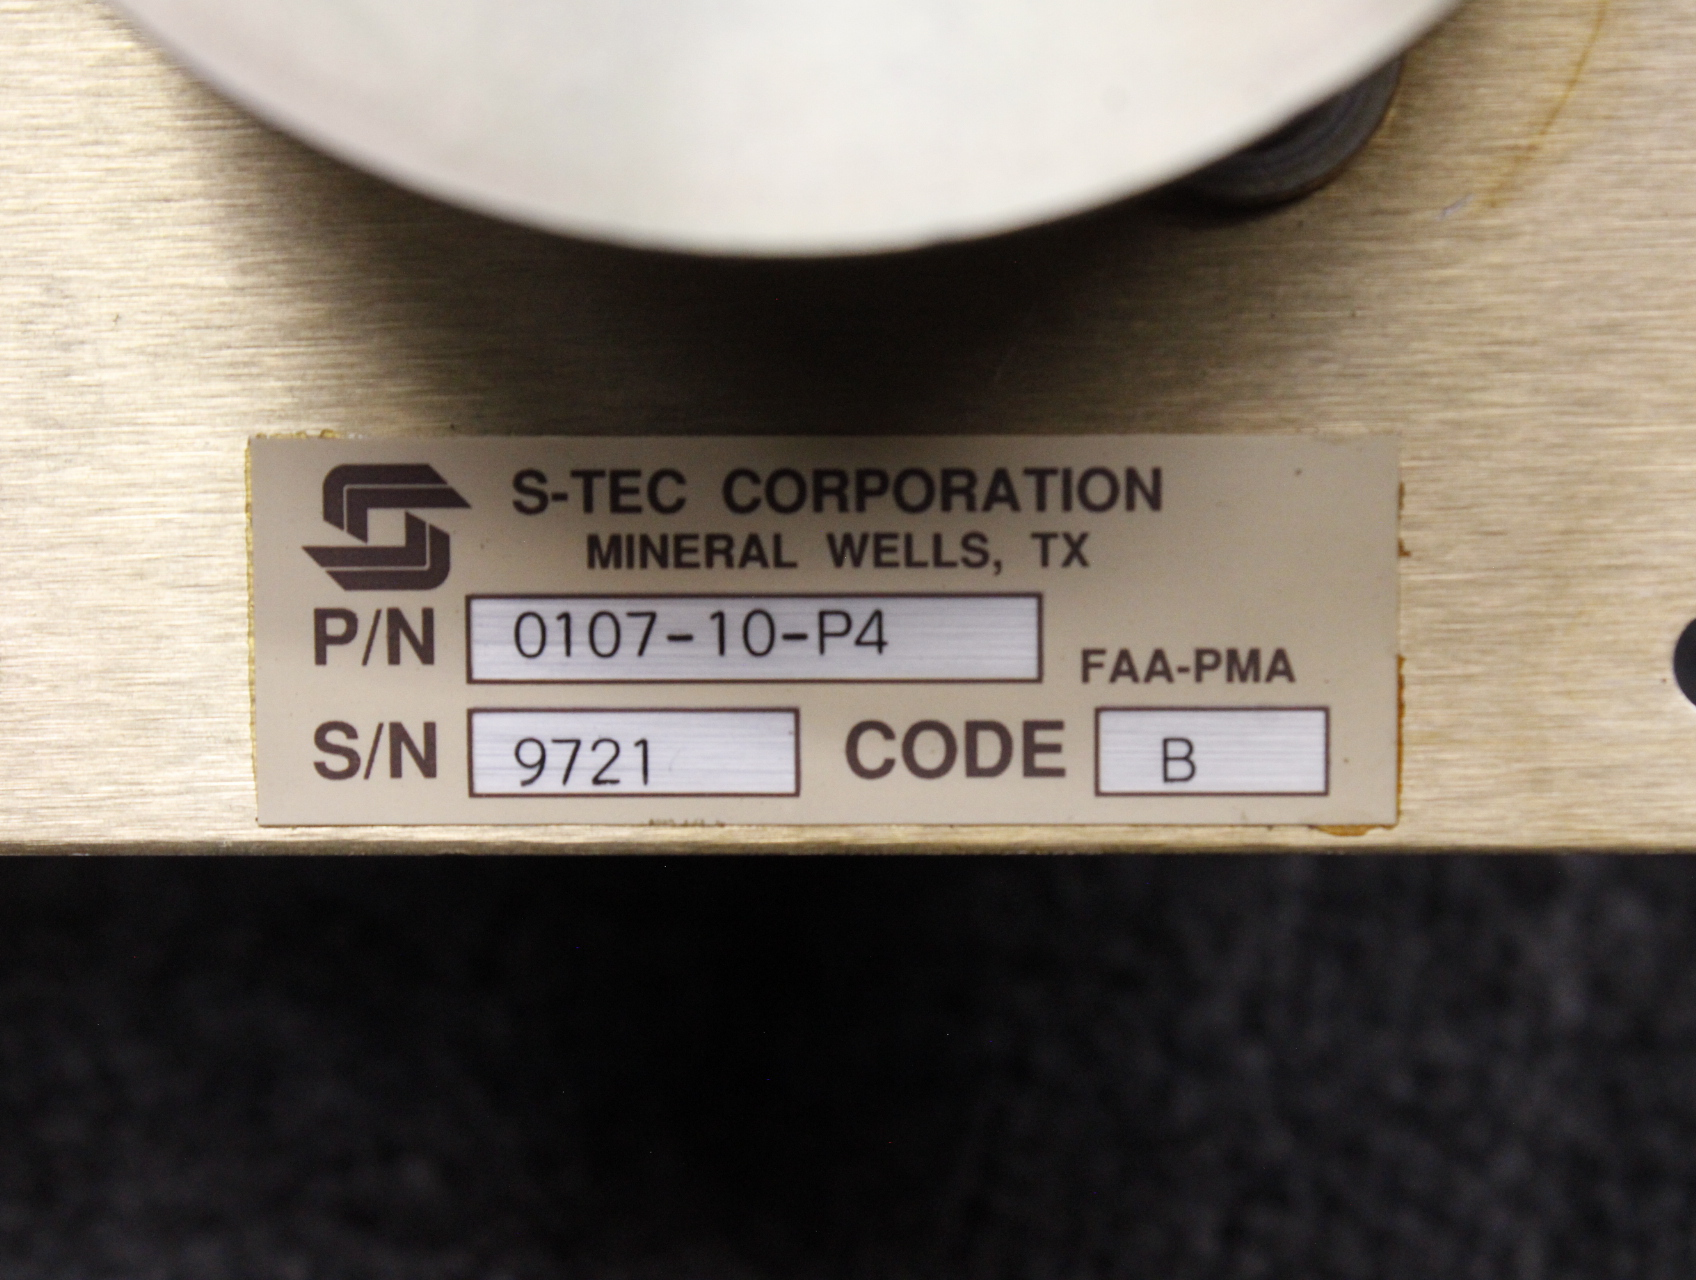 S-TEC CORPORATION
MINERAL WELLS, TX
P/N 0107-10-P4 FAA-PMA
S/N 9721 CODE B